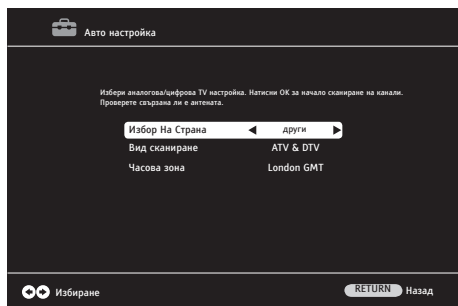 Авто настройка
Избери аналогова/цифрова TV настройка. Натисни OK за начало сканиране на канали.
Проверете свързана ли е антената.
Избор На Страна други
Вид сканиране ATV & DTV
Часова зона London GMT
Избиране RETURN Назад